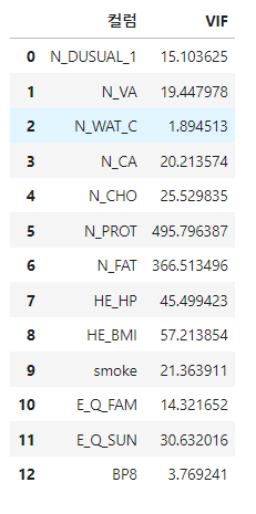 컬럼 VIF
0 N_DUSUAL_1 15.103625
1 N_VA 19.447978
2 N_WAT_C 1.894513
3 N_CA 20.213574
4 N_CHO 25.529835
5 N_PROT 495.796387
6 N_FAT 366.513496
7 HE_HP 45.499423
8 HE_BMI 57.213854
9 smoke 21.363911
10 E_Q_FAM 14.321652
11 E_Q_SUN 30.632016
12 BP8 3.769241